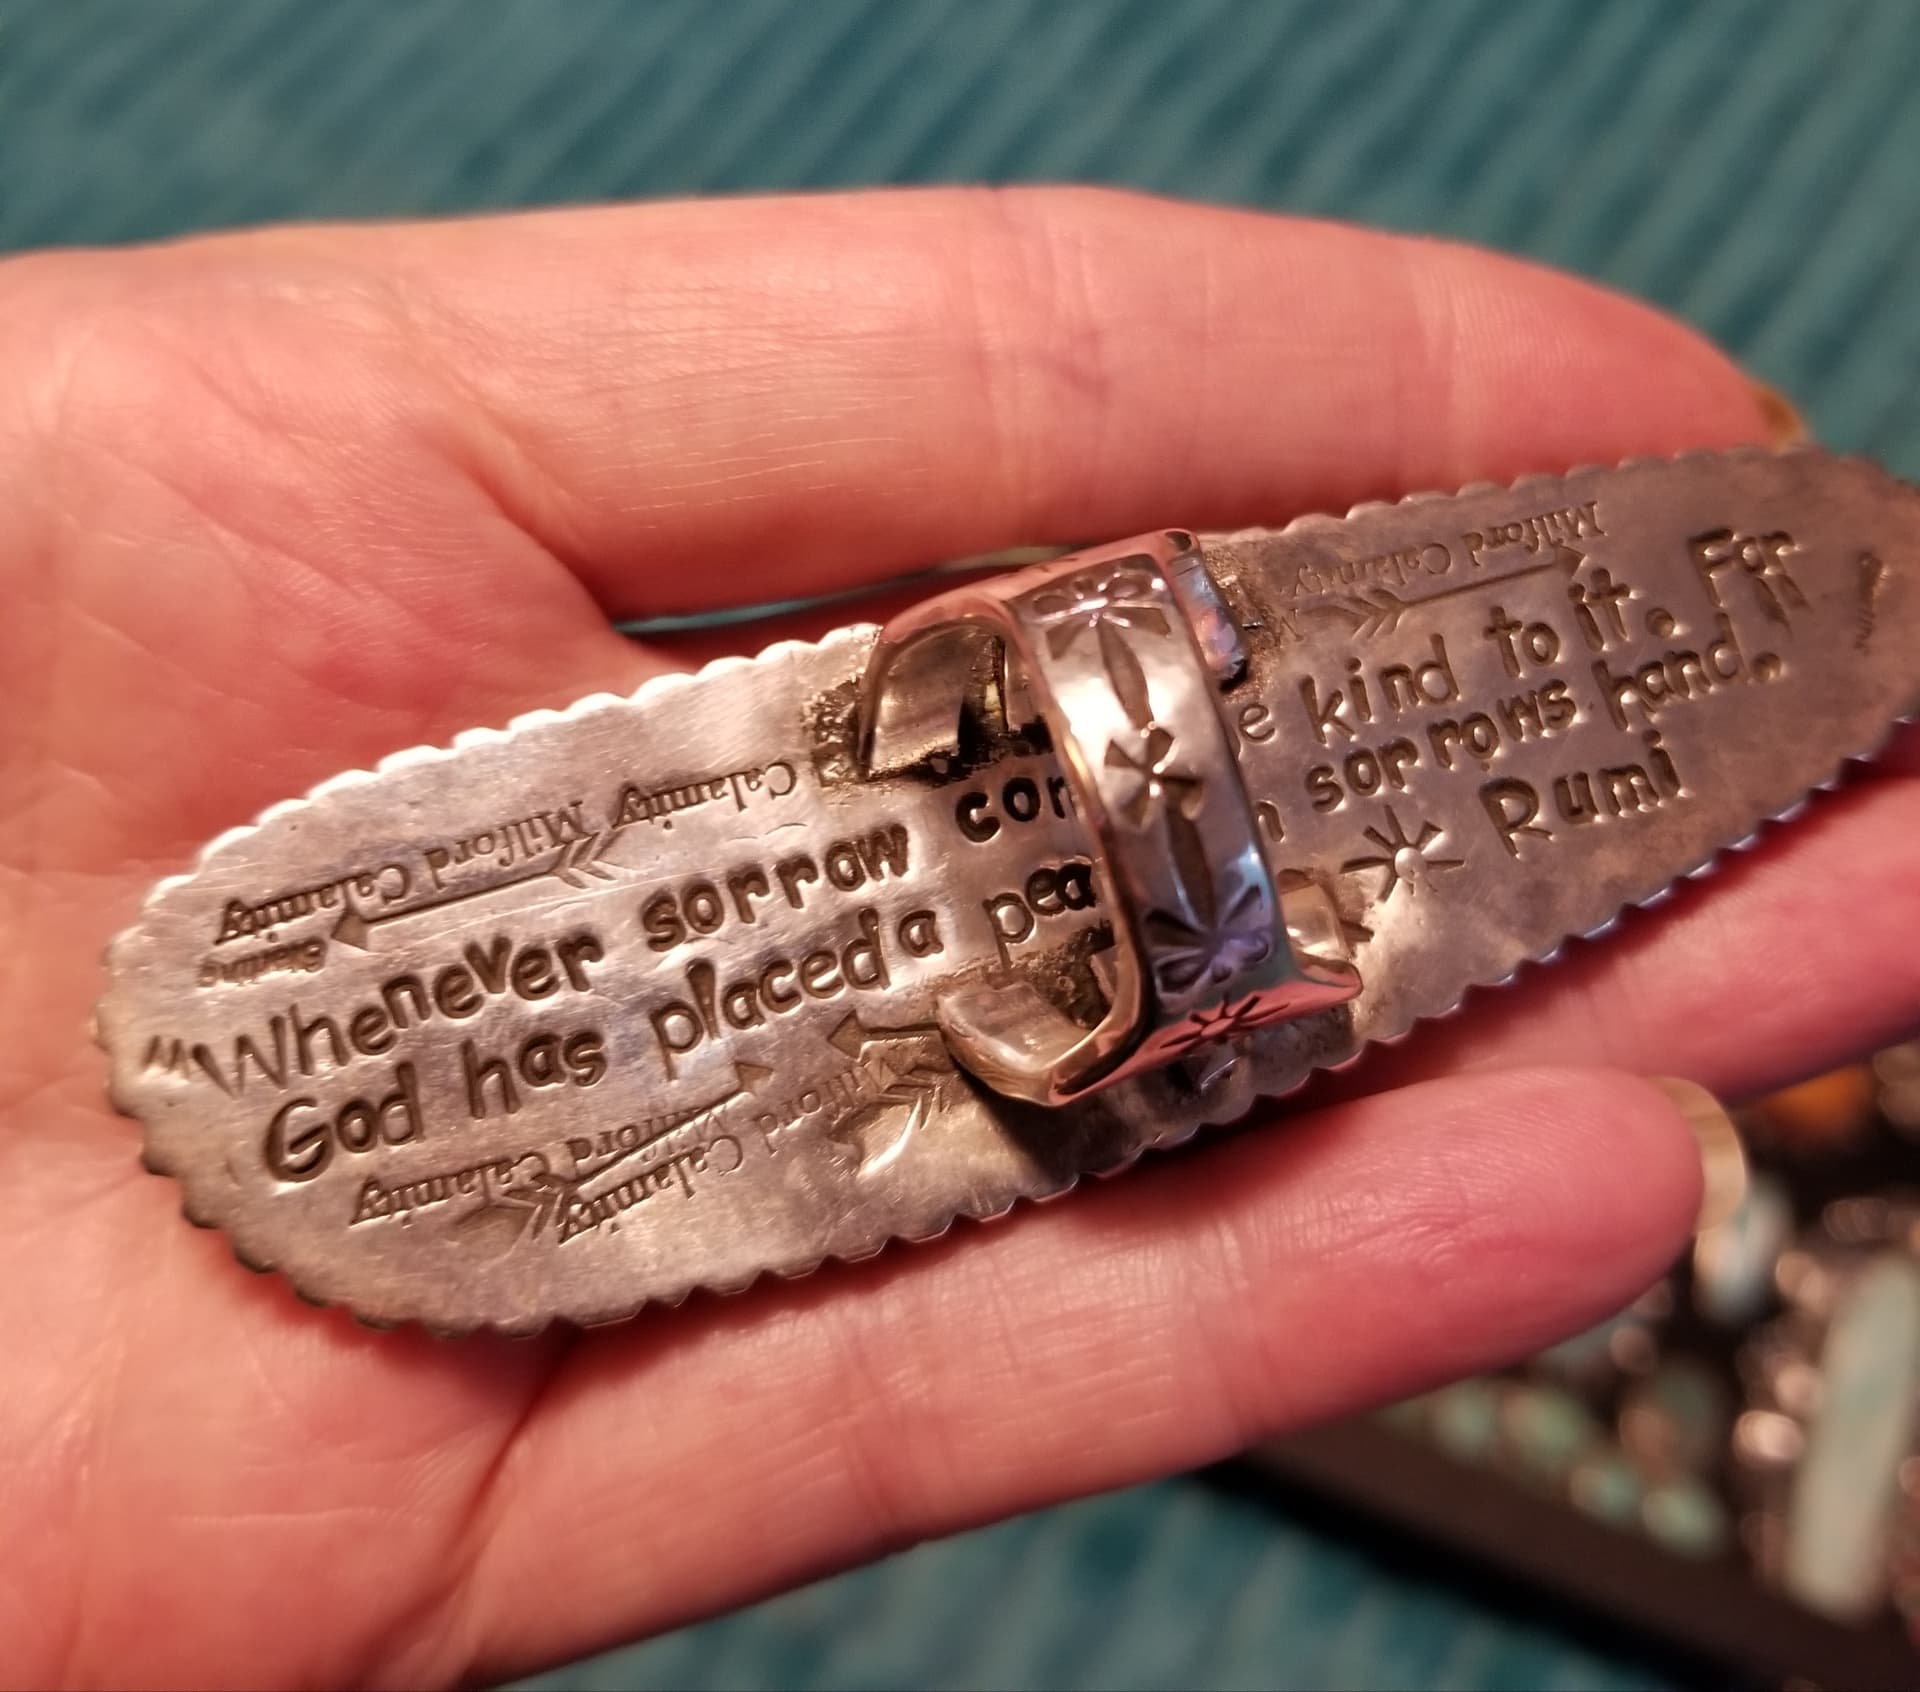 "Whenever sorrow com e kind to it. For
God has placed a pea n sorrows hand."
Rumi
Milford Calamity
Calamity Milford Calamity
Sterling
Milford Calamity
Milford Calamity
Calamity
Sterling